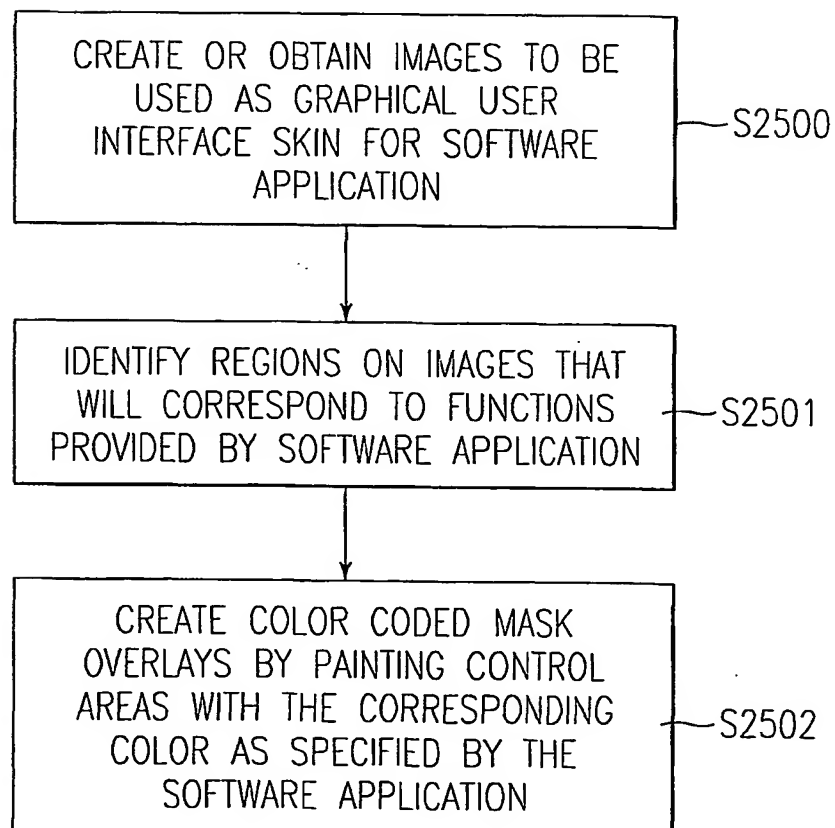 CREATE OR OBTAIN IMAGES TO BE
USED AS GRAPHICAL USER
INTERFACE SKIN FOR SOFTWARE
APPLICATION
S2500
IDENTIFY REGIONS ON IMAGES THAT
WILL CORRESPOND TO FUNCTIONS
PROVIDED BY SOFTWARE APPLICATION
S2501
CREATE COLOR CODED MASK
OVERLAYS BY PAINTING CONTROL
AREAS WITH THE CORRESPONDING
COLOR AS SPECIFIED BY THE
SOFTWARE APPLICATION
S2502